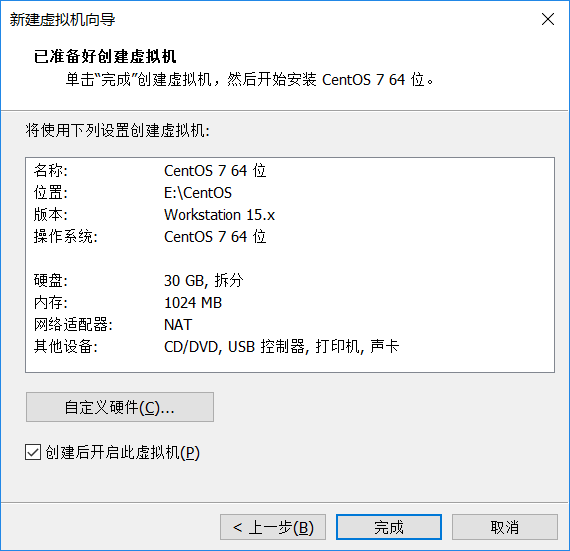 新建虚拟机向导
已准备好创建虚拟机
单击“完成”创建虚拟机，然后开始安装 CentOS 7 64 位。
将使用下列设置创建虚拟机:
名称: CentOS 7 64 位
位置: E:\CentOS
版本: Workstation 15.x
操作系统: CentOS 7 64 位
硬盘: 30 GB, 拆分
内存: 1024 MB
网络适配器: NAT
其他设备: CD/DVD, USB 控制器, 打印机, 声卡
自定义硬件(C)...
创建后开启此虚拟机(P)
< 上一步(B) 完成 取消